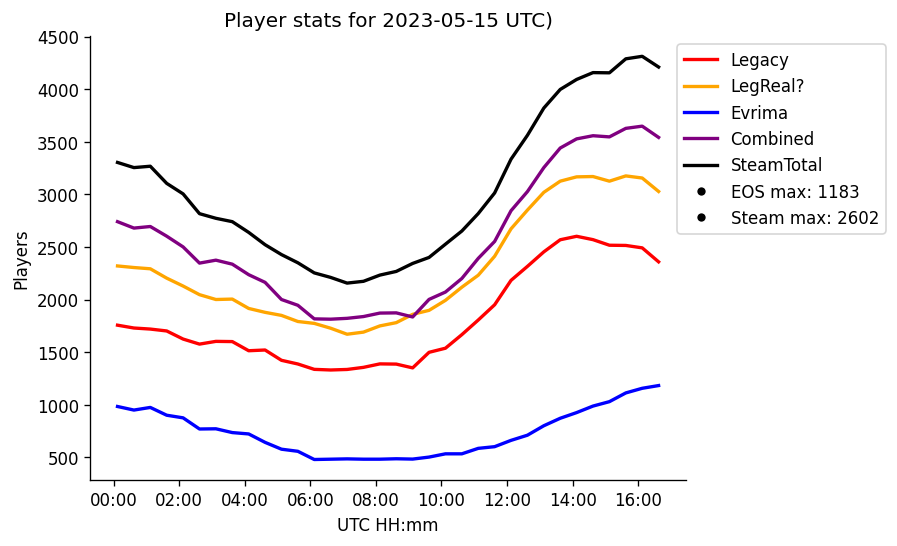 Player stats for 2023-05-15 UTC)
4500
4000
3500
3000
2500
2000
1500
1000
500
Players
00:00 02:00 04:00 06:00 08:00 10:00 12:00 14:00 16:00
UTC HH:mm
Legacy
LegReal?
Evrima
Combined
SteamTotal
EOS max: 1183
Steam max: 2602